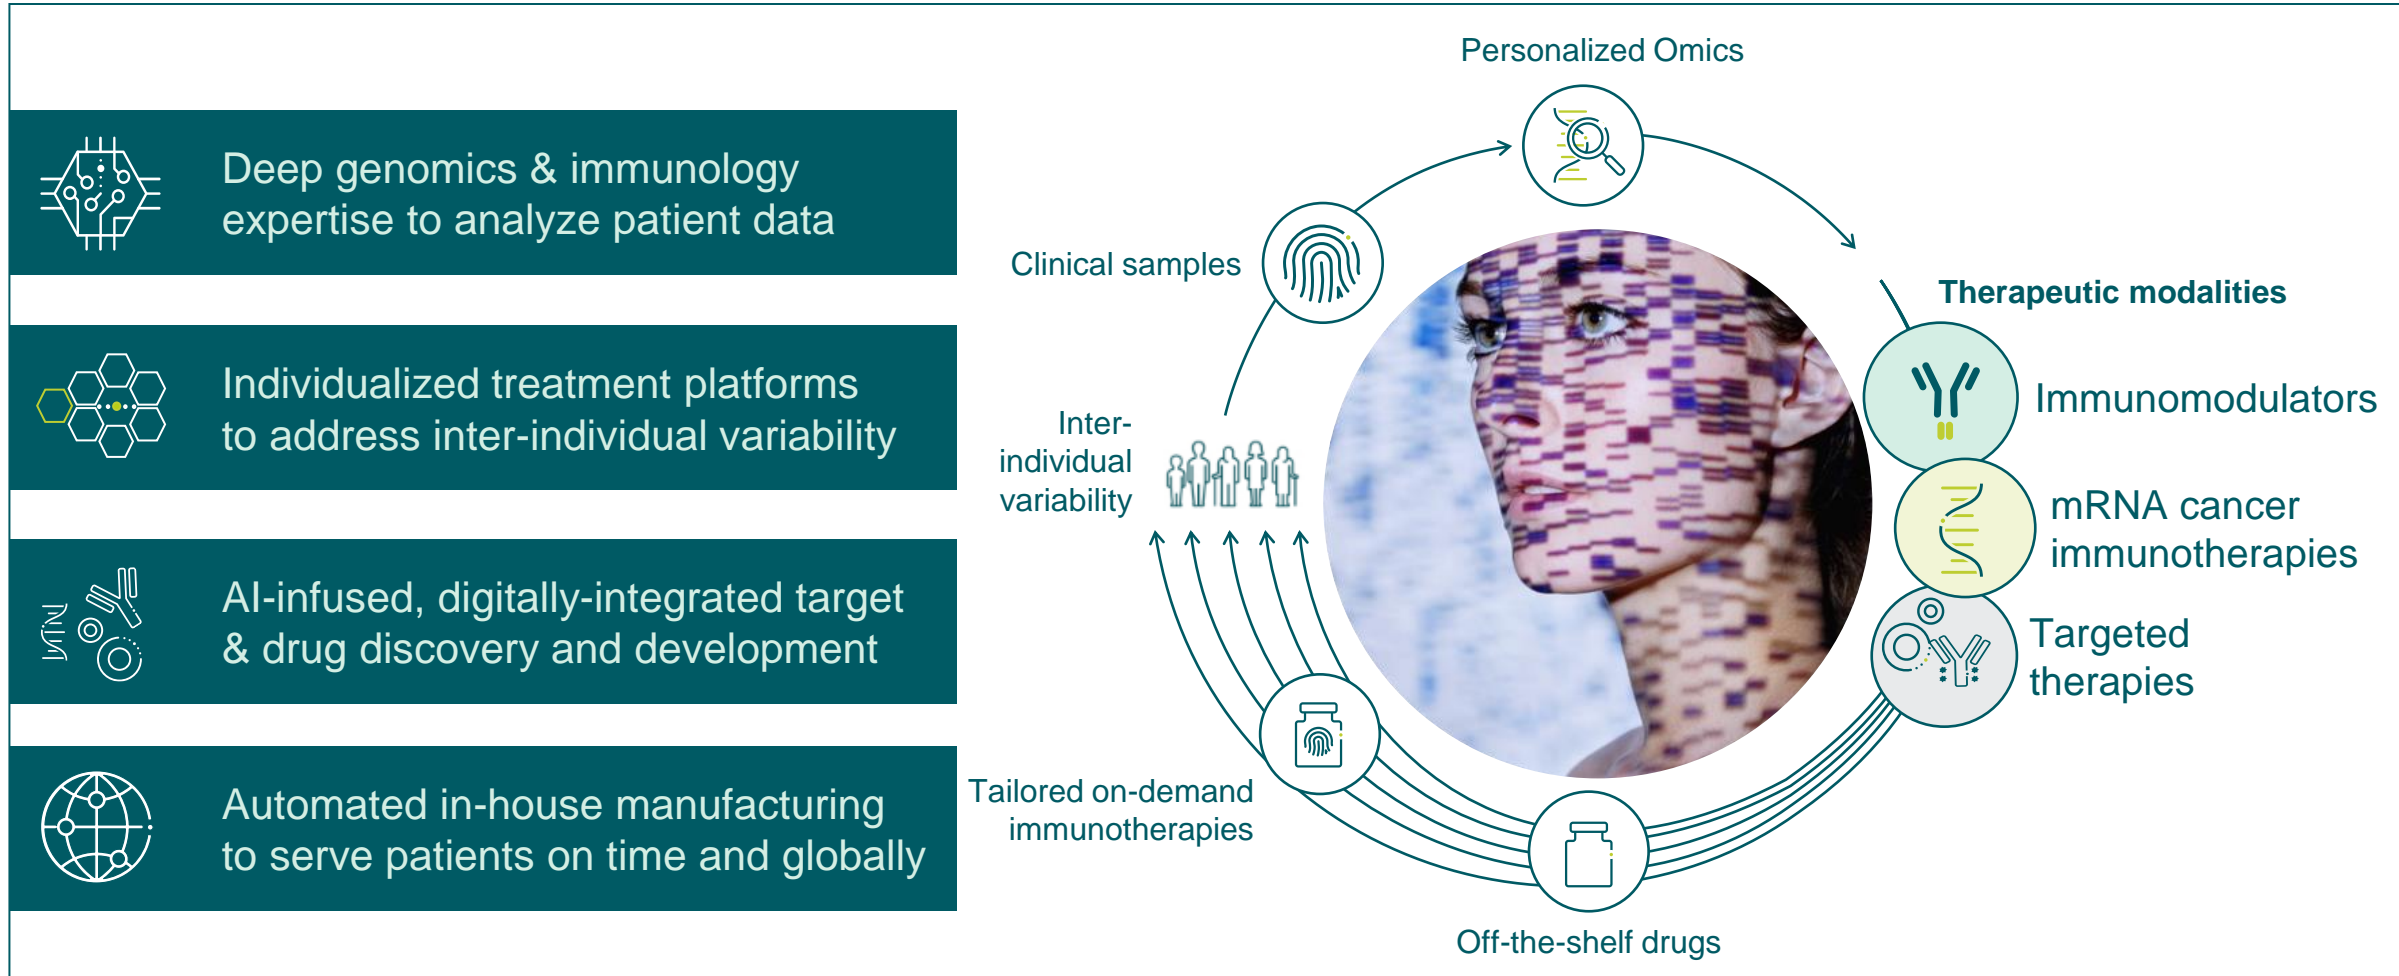 Deep genomics & immunology
expertise to analyze patient data
Individualized treatment platforms
to address inter-individual variability
AI-infused, digitally-integrated target
& drug discovery and development
Automated in-house manufacturing
to serve patients on time and globally
Personalized Omics
Clinical samples
Inter-
individual
variability
Therapeutic modalities
Immunomodulators
mRNA cancer
immunotherapies
Targeted
therapies
Tailored on-demand
immunotherapies
Off-the-shelf drugs